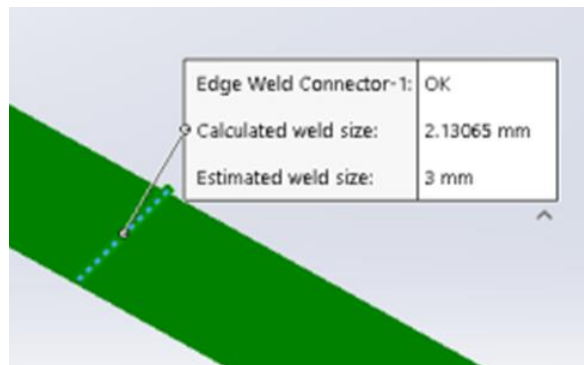 Edge Weld Connector-1: OK
Calculated weld size: 2.13065 mm
Estimated weld size: 3 mm